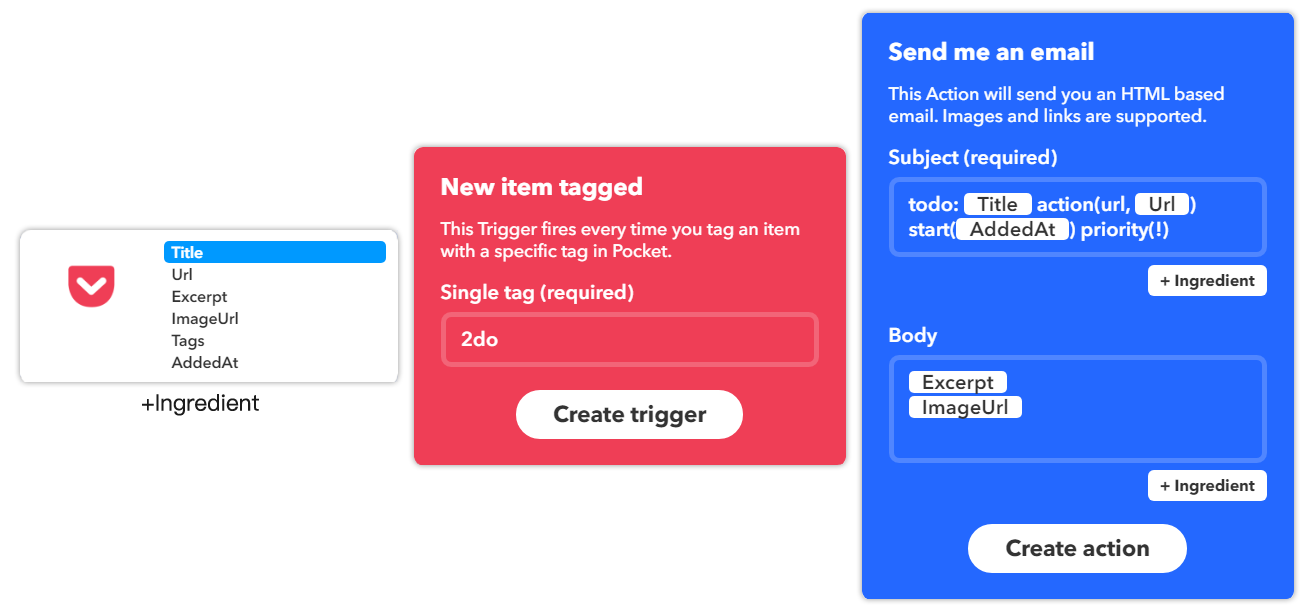 Title
Url
Excerpt
ImageUrl
Tags
AddedAt
+Ingredient
New item tagged
This Trigger fires every time you tag an item
with a specific tag in Pocket.
Single tag (required)
2do
Create trigger
Send me an email
This Action will send you an HTML based
email. Images and links are supported.
Subject (required)
todo: Title action(url, Url )
start( AddedAt ) priority(!)
+ Ingredient
Body
Excerpt
ImageUrl
+ Ingredient
Create action